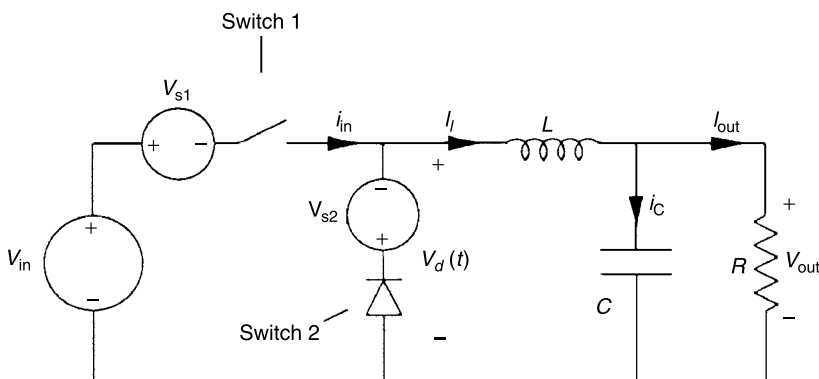 Switch 1
V_s1
+ −
i_in
I_l
L
I_out
+
−
V_s2
+
V_d (t)
−
Switch 2
V_in
+
−
i_C
C
R
+
V_out
−